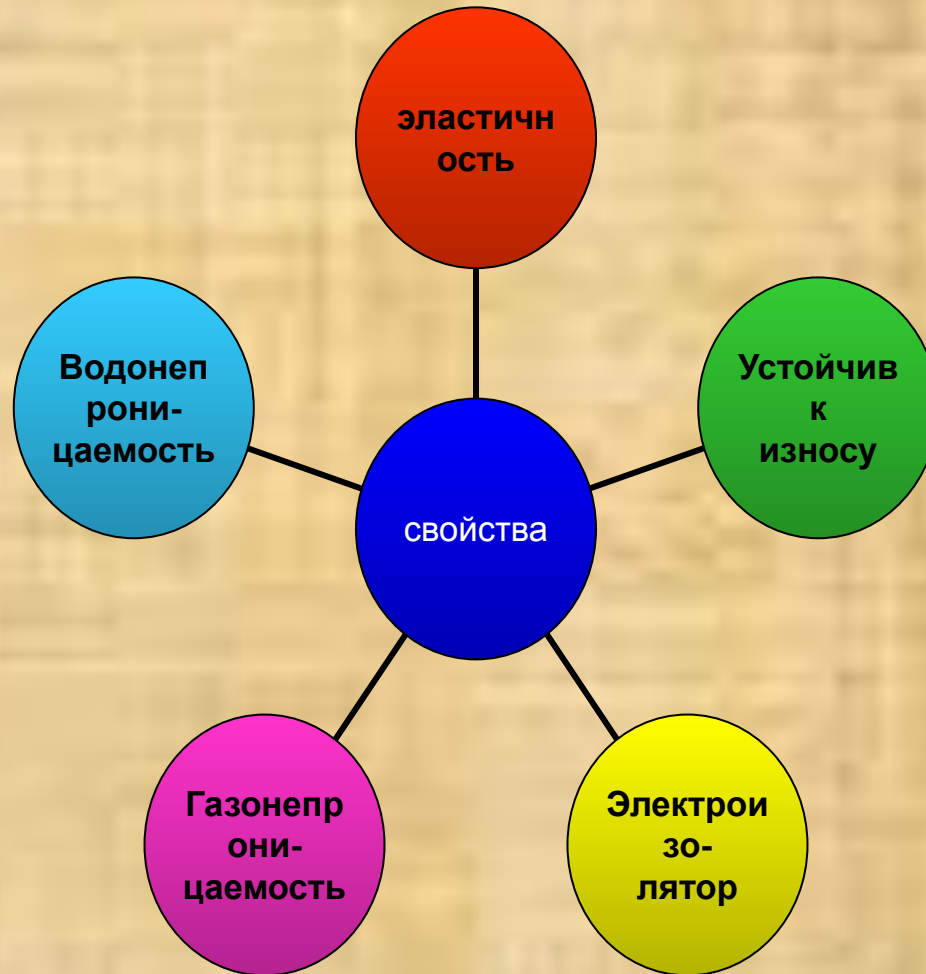 эластичн
ость
Водонеп
рони-
цаемость
Устойчив
к
износу
свойства
Газонепр
они-
цаемость
Электрои
зо-
лятор